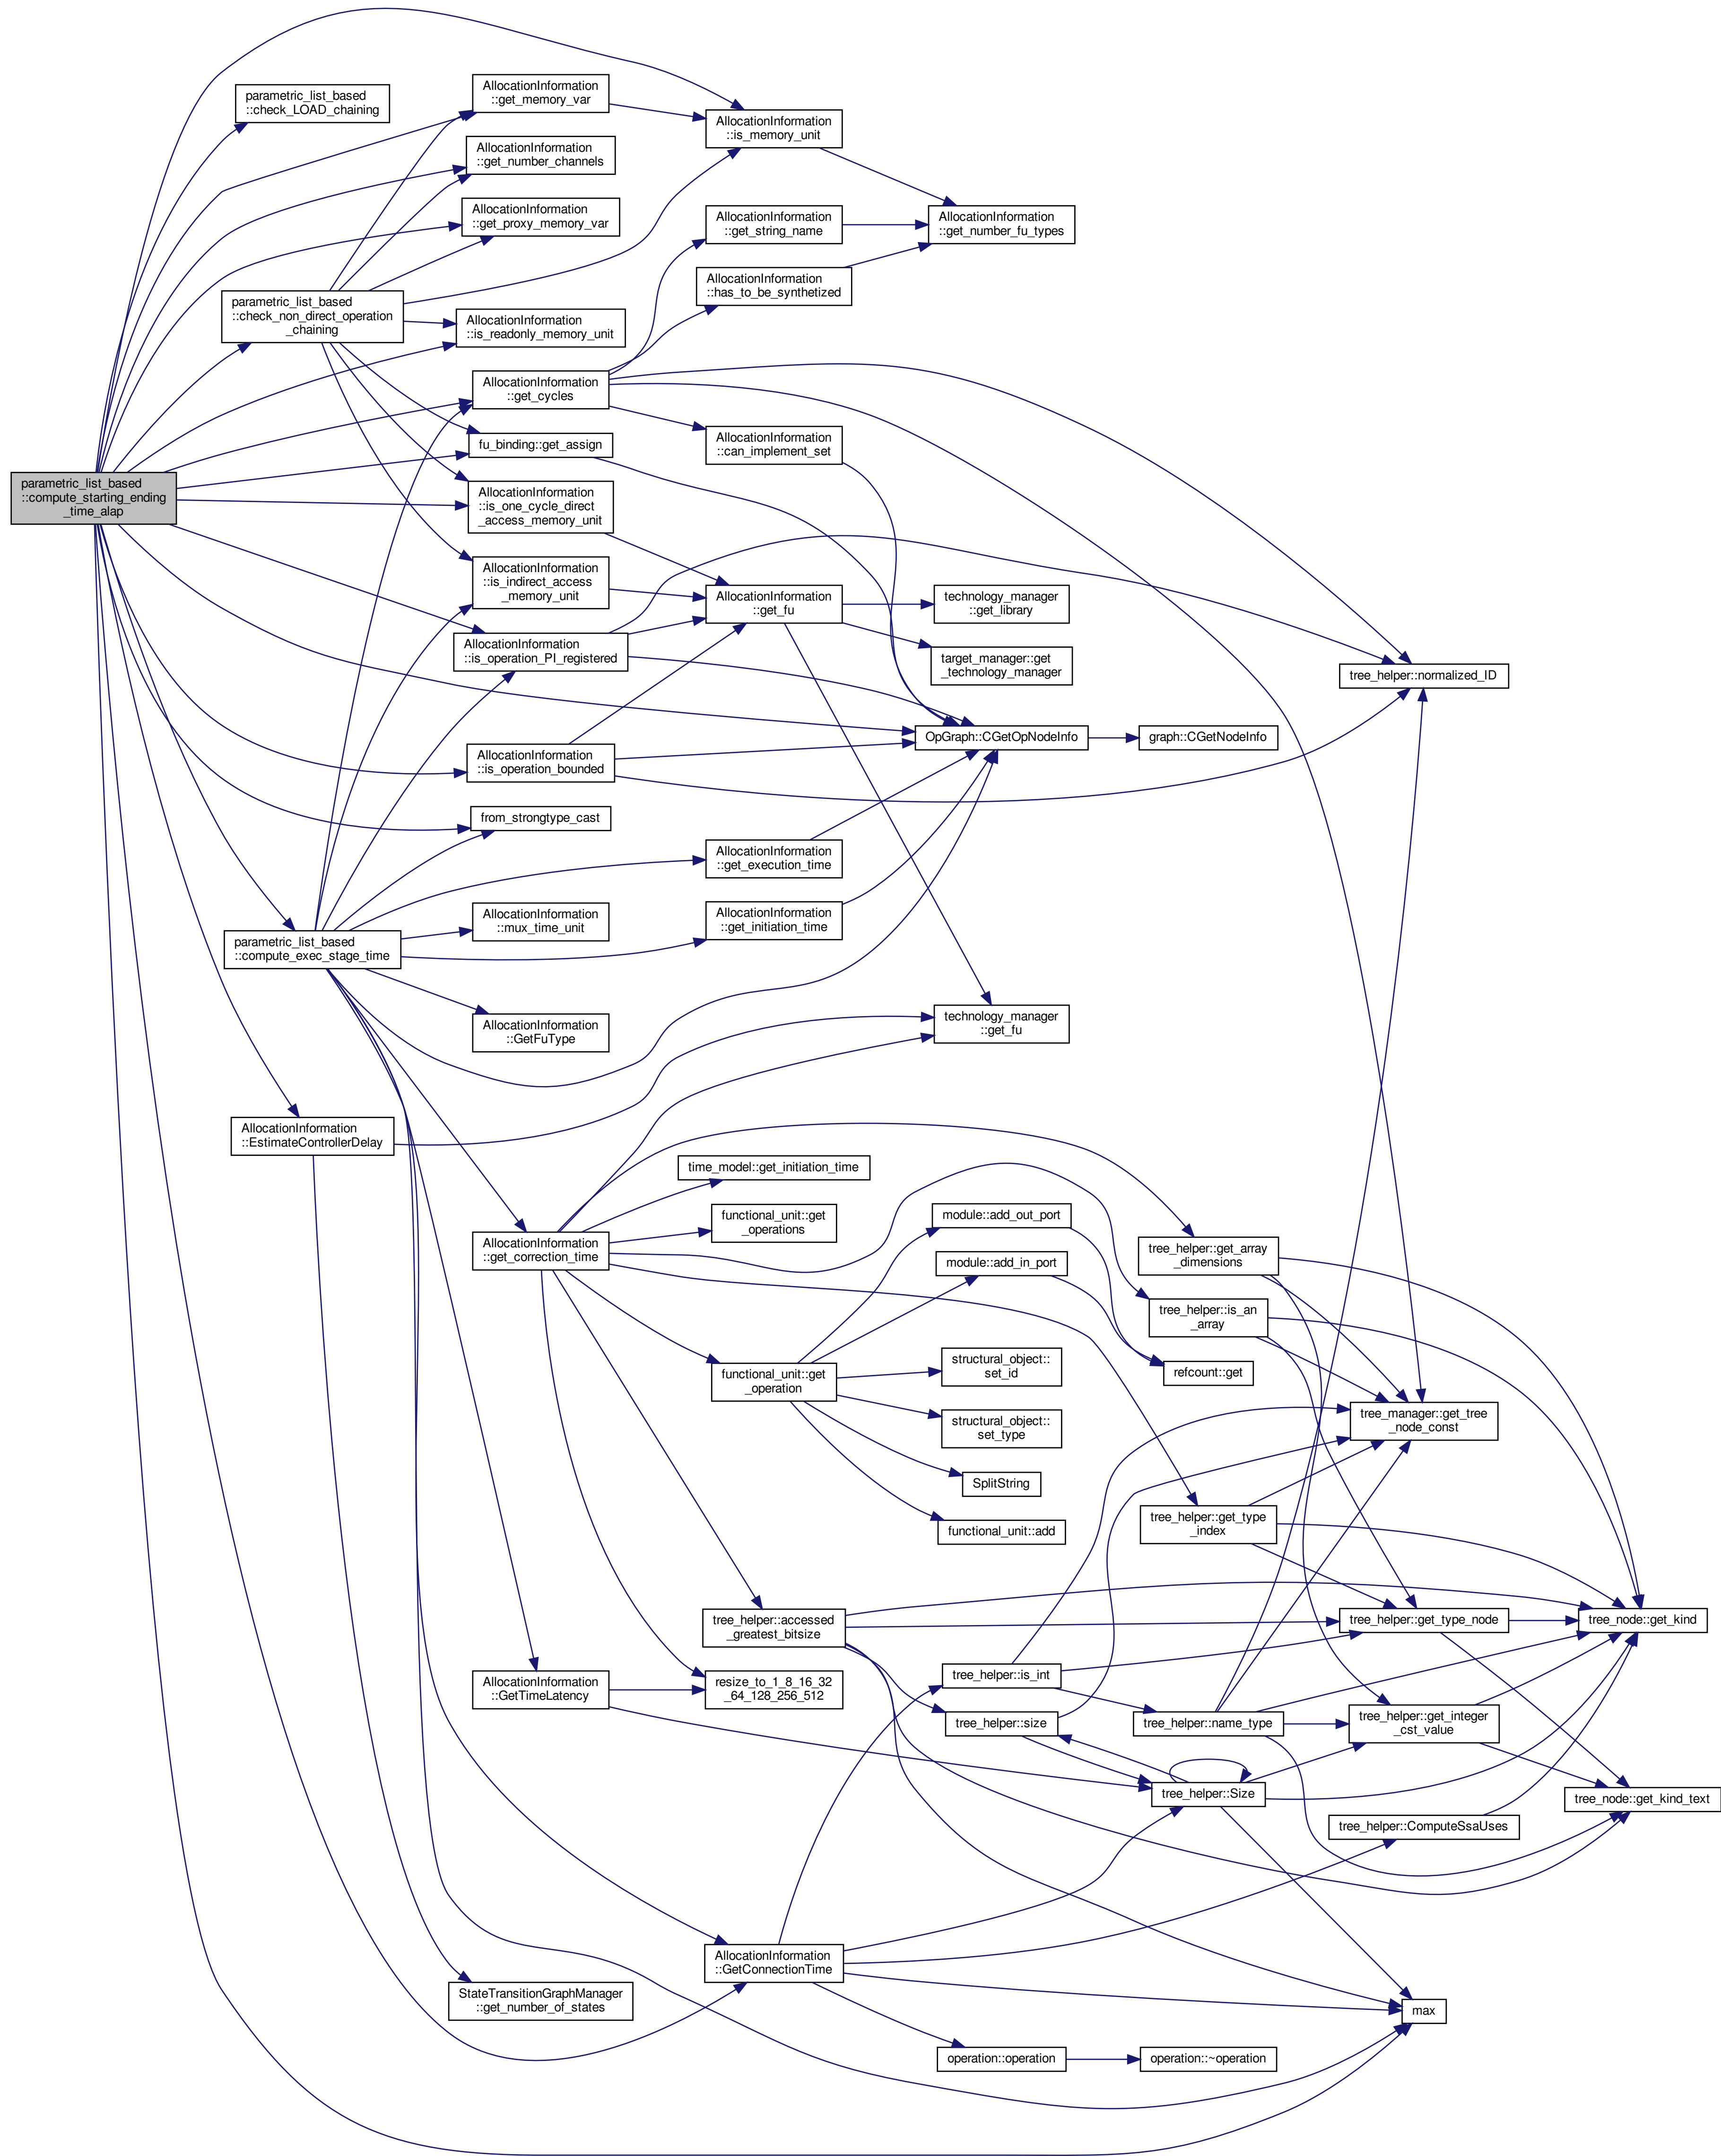 parametric_list_based
::compute_starting_ending
_time_alap
parametric_list_based
::check_LOAD_chaining
AllocationInformation
::get_memory_var
AllocationInformation
::is_memory_unit
AllocationInformation
::get_number_channels
AllocationInformation
::get_proxy_memory_var
AllocationInformation
::get_string_name
AllocationInformation
::get_number_fu_types
AllocationInformation
::has_to_be_synthetized
parametric_list_based
::check_non_direct_operation
_chaining
AllocationInformation
::is_readonly_memory_unit
AllocationInformation
::get_cycles
fu_binding::get_assign
AllocationInformation
::can_implement_set
AllocationInformation
::is_one_cycle_direct
_access_memory_unit
AllocationInformation
::is_indirect_access
_memory_unit
AllocationInformation
::get_fu
technology_manager
::get_library
AllocationInformation
::is_operation_PI_registered
target_manager::get
_technology_manager
tree_helper::normalized_ID
OpGraph::CGetOpNodeInfo
graph::CGetNodeInfo
AllocationInformation
::is_operation_bounded
from_strongtype_cast
AllocationInformation
::get_execution_time
AllocationInformation
::mux_time_unit
AllocationInformation
::get_initiation_time
parametric_list_based
::compute_exec_stage_time
AllocationInformation
::GetFuType
technology_manager
::get_fu
AllocationInformation
::EstimateControllerDelay
time_model::get_initiation_time
functional_unit::get
_operations
AllocationInformation
::get_correction_time
module::add_out_port
module::add_in_port
tree_helper::get_array
_dimensions
tree_helper::is_an
_array
refcount::get
functional_unit::get
_operation
structural_object::
set_id
structural_object::
set_type
SplitString
functional_unit::add
tree_manager::get_tree
_node_const
tree_helper::get_type
_index
tree_helper::accessed
_greatest_bitsize
tree_helper::get_type_node
tree_node::get_kind
AllocationInformation
::GetTimeLatency
resize_to_1_8_16_32
_64_128_256_512
tree_helper::is_int
tree_helper::size
tree_helper::name_type
tree_helper::get_integer
_cst_value
tree_helper::Size
tree_node::get_kind_text
tree_helper::ComputeSsaUses
AllocationInformation
::GetConnectionTime
StateTransitionGraphManager
::get_number_of_states
max
operation::operation
operation::~operation